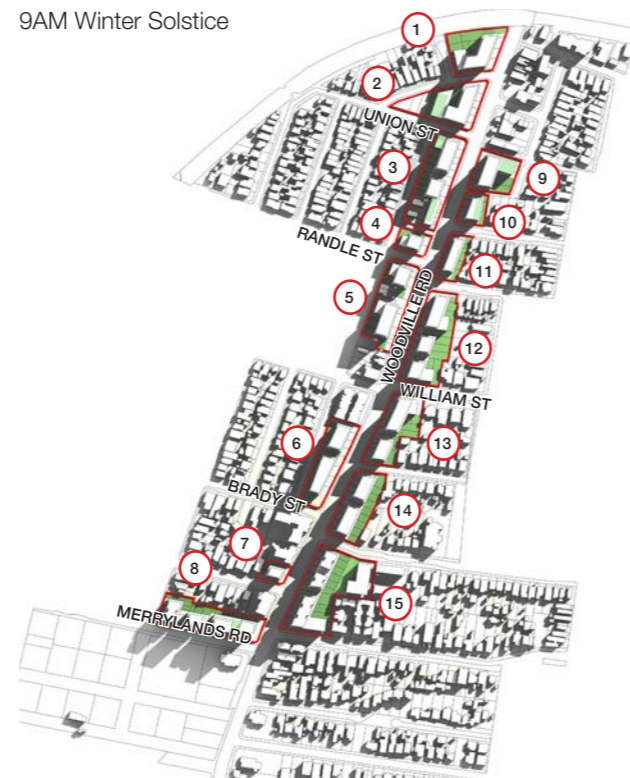 9AM Winter Solstice
1
2
UNION ST
3
9
4
10
RANDLE ST
11
5
WOODVILLE RD
12
WILLIAM ST
6
13
BRADY ST
14
7
8
15
MERRYLANDS RD